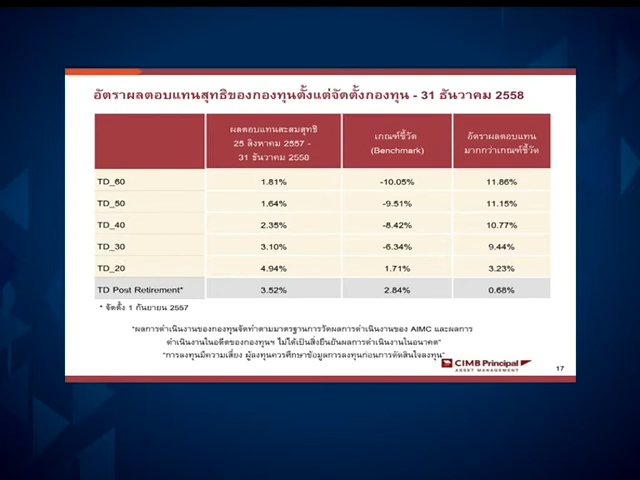 อัตราผลตอบแทนสุทธิของกองทุนตั้งแต่จัดตั้งกองทุน - 31 ธันวาคม 2558
ผลตอบแทนสะสมสุทธิ
25 สิงหาคม 2557 -
31 ธันวาคม 2558
เกณฑ์ชี้วัด
(Benchmark)
อัตราผลตอบแทน
มากกว่าเกณฑ์ชี้วัด
TD_60 1.81% -10.05% 11.86%
TD_50 1.64% -9.51% 11.15%
TD_40 2.35% -8.42% 10.77%
TD_30 3.10% -6.34% 9.44%
TD_20 4.94% 1.71% 3.23%
TD Post Retirement* 3.52% 2.84% 0.68%
* จัดตั้ง 1 กันยายน 2557
"ผลการดำเนินงานของกองทุนจัดทำตามมาตรฐานการวัดผลการดำเนินงานของ AIMC และผลการ
ดำเนินงานในอดีตของกองทุนฯ ไม่ได้เป็นสิ่งยืนยันผลการดำเนินงานในอนาคต"
"การลงทุนมีความเสี่ยง ผู้ลงทุนควรศึกษาข้อมูลการลงทุนก่อนการตัดสินใจลงทุน"
CIMB Principal
ASSET MANAGEMENT
17